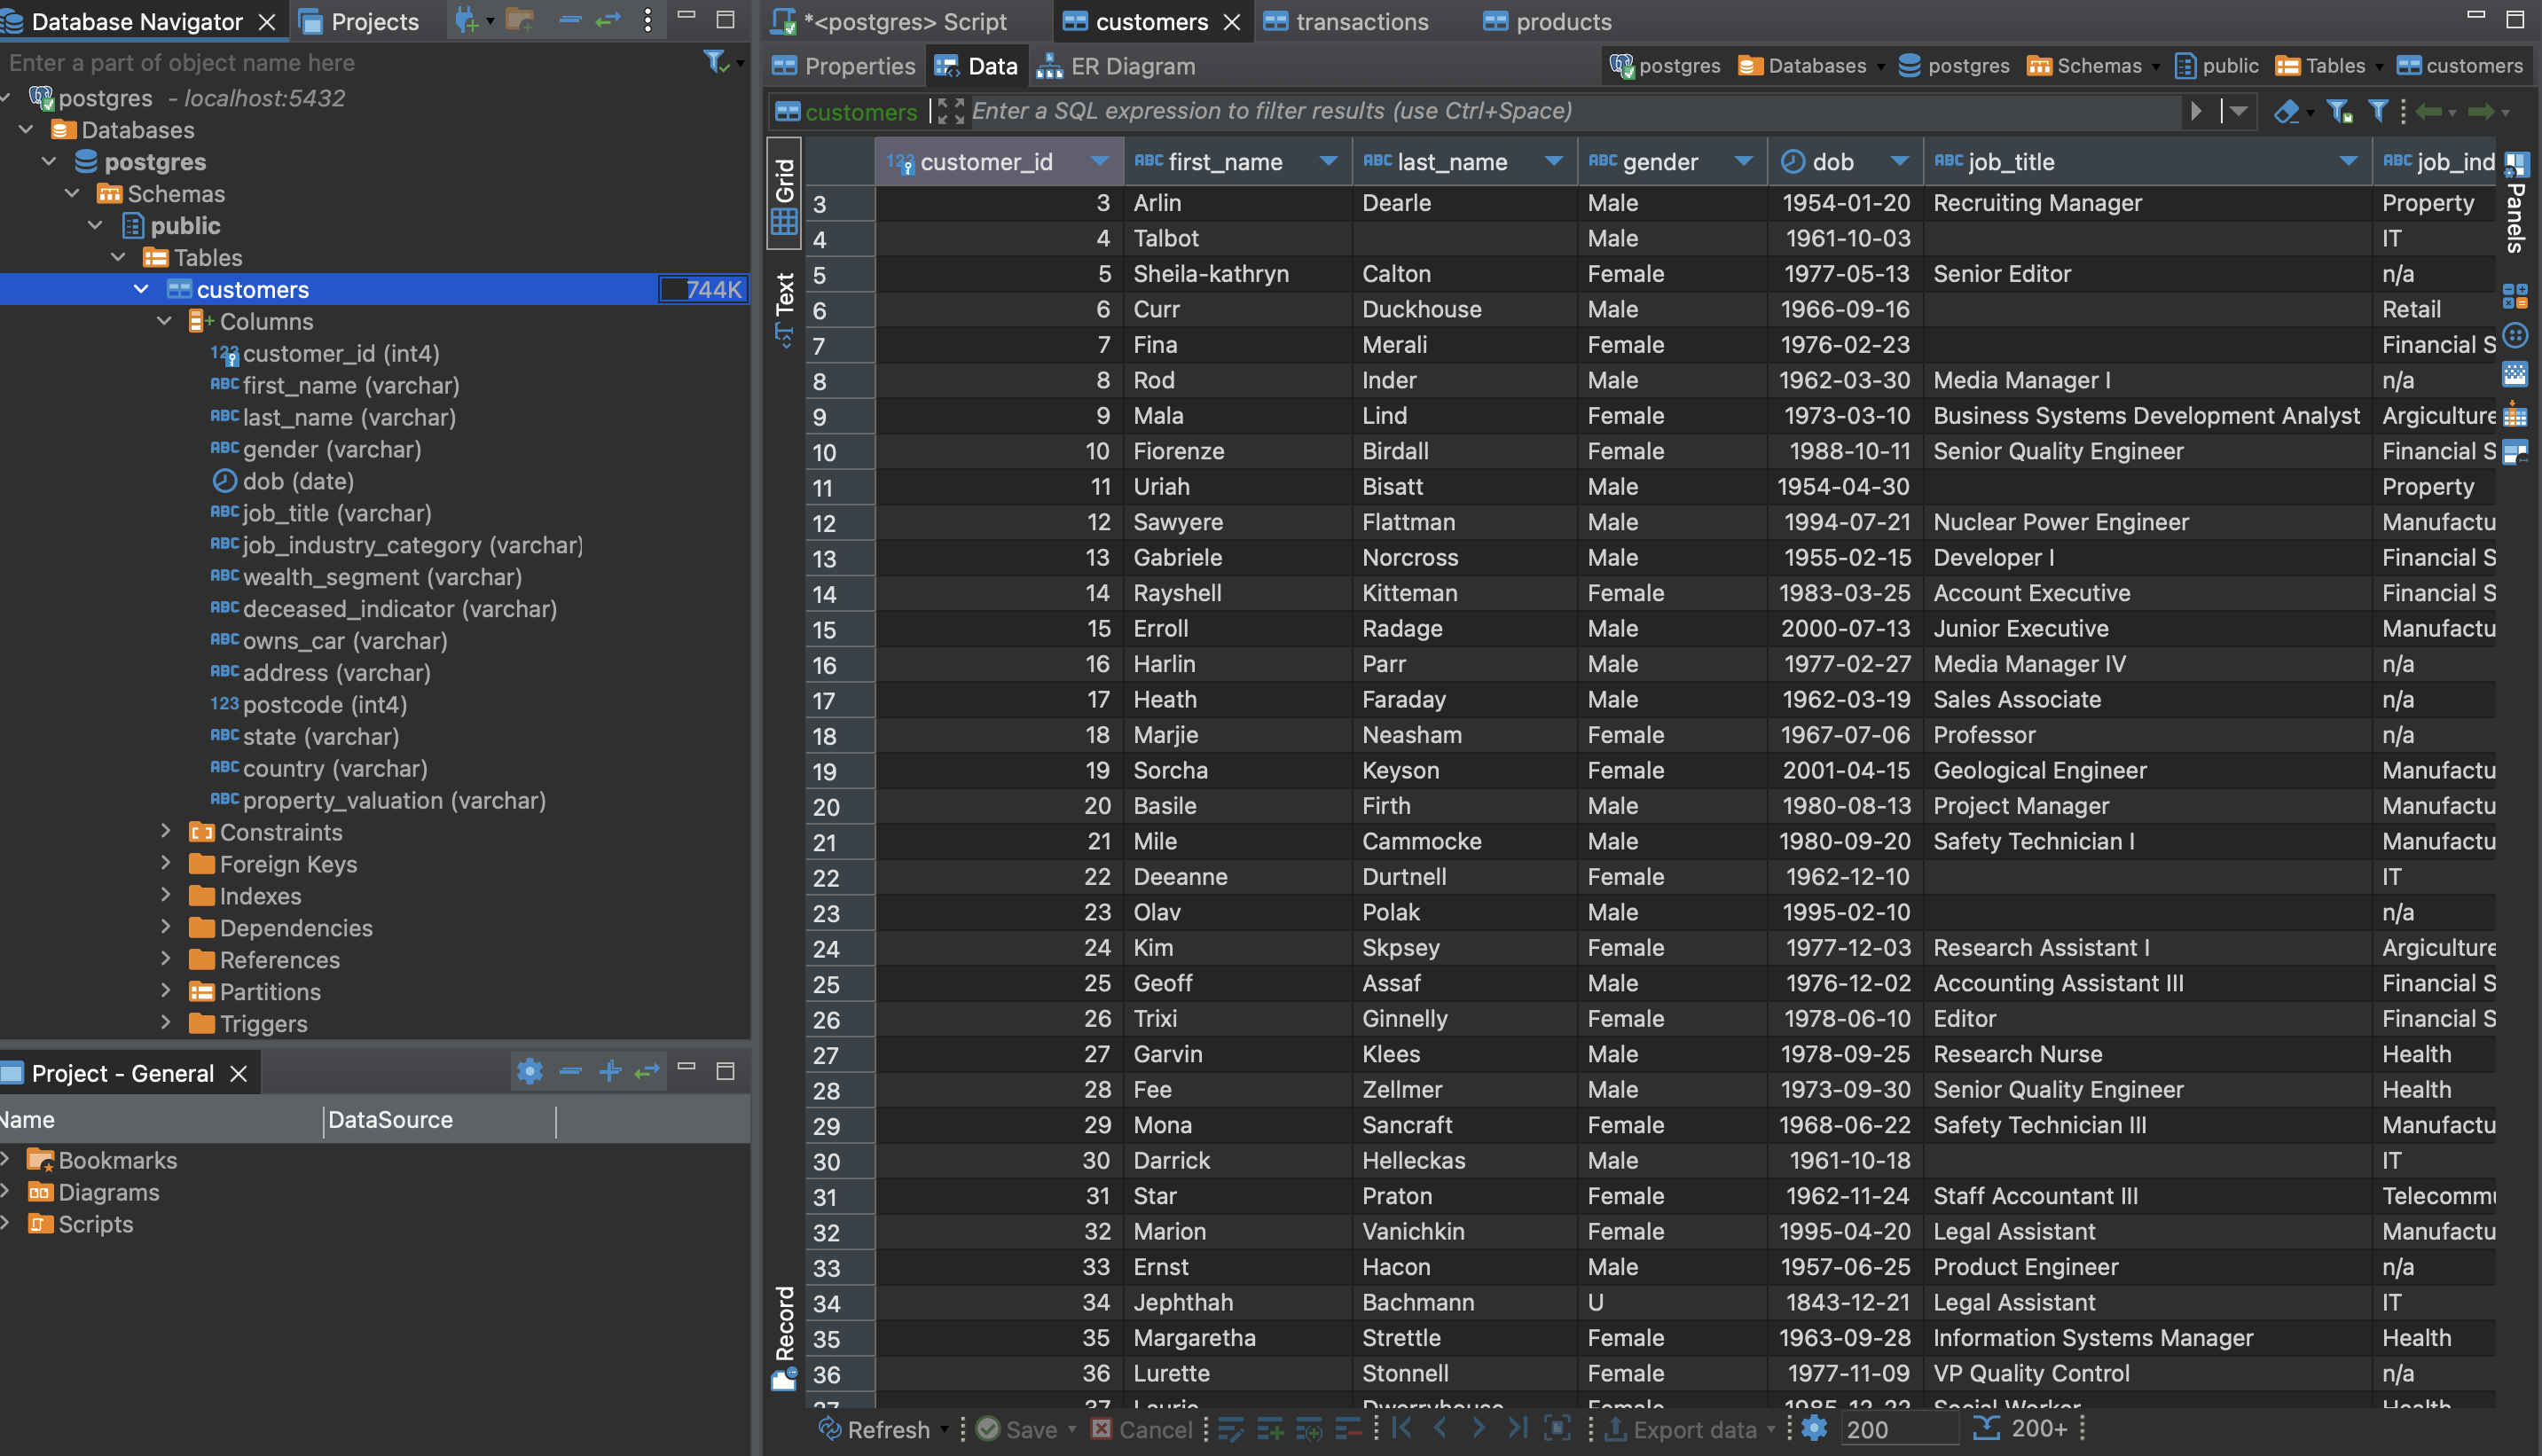 Database Navigator
Projects
Enter a part of object name here
postgres - localhost:5432
Databases
postgres
Schemas
public
Tables
customers 744K
Columns
123 customer_id (int4)
ABC first_name (varchar)
ABC last_name (varchar)
ABC gender (varchar)
dob (date)
ABC job_title (varchar)
ABC job_industry_category (varchar)
ABC wealth_segment (varchar)
ABC deceased_indicator (varchar)
ABC owns_car (varchar)
ABC address (varchar)
123 postcode (int4)
ABC state (varchar)
ABC country (varchar)
ABC property_valuation (varchar)
Constraints
Foreign Keys
Indexes
Dependencies
References
Partitions
Triggers
Project - General
Name DataSource
Bookmarks
Diagrams
Scripts
*<postgres> Script customers transactions products
Properties Data ER Diagram postgres Databases postgres Schemas public Tables customers
customers Enter a SQL expression to filter results (use Ctrl+Space)
Grid
Text
Record
Panels
123 customer_id ABC first_name ABC last_name ABC gender dob ABC job_title ABC job_ind
3 3 Arlin Dearle Male 1954-01-20 Recruiting Manager Property
4 4 Talbot Male 1961-10-03 IT
5 5 Sheila-kathryn Calton Female 1977-05-13 Senior Editor n/a
6 6 Curr Duckhouse Male 1966-09-16 Retail
7 7 Fina Merali Female 1976-02-23 Financial S
8 8 Rod Inder Male 1962-03-30 Media Manager I n/a
9 9 Mala Lind Female 1973-03-10 Business Systems Development Analyst Argiculture
10 10 Fiorenze Birdall Female 1988-10-11 Senior Quality Engineer Financial S
11 11 Uriah Bisatt Male 1954-04-30 Property
12 12 Sawyere Flattman Male 1994-07-21 Nuclear Power Engineer Manufactu
13 13 Gabriele Norcross Male 1955-02-15 Developer I Financial S
14 14 Rayshell Kitteman Female 1983-03-25 Account Executive Financial S
15 15 Erroll Radage Male 2000-07-13 Junior Executive Manufactu
16 16 Harlin Parr Male 1977-02-27 Media Manager IV n/a
17 17 Heath Faraday Male 1962-03-19 Sales Associate n/a
18 18 Marjie Neasham Female 1967-07-06 Professor n/a
19 19 Sorcha Keyson Female 2001-04-15 Geological Engineer Manufactu
20 20 Basile Firth Male 1980-08-13 Project Manager Manufactu
21 21 Mile Cammocke Male 1980-09-20 Safety Technician I Manufactu
22 22 Deeanne Durtnell Female 1962-12-10 IT
23 23 Olav Polak Male 1995-02-10 n/a
24 24 Kim Skpsey Female 1977-12-03 Research Assistant I Argiculture
25 25 Geoff Assaf Male 1976-12-02 Accounting Assistant III Financial S
26 26 Trixi Ginnelly Female 1978-06-10 Editor Financial S
27 27 Garvin Klees Male 1978-09-25 Research Nurse Health
28 28 Fee Zellmer Male 1973-09-30 Senior Quality Engineer Health
29 29 Mona Sancraft Female 1968-06-22 Safety Technician III Manufactu
30 30 Darrick Helleckas Male 1961-10-18 IT
31 31 Star Praton Female 1962-11-24 Staff Accountant III Telecommu
32 32 Marion Vanichkin Female 1995-04-20 Legal Assistant Manufactu
33 33 Ernst Hacon Male 1957-06-25 Product Engineer n/a
34 34 Jephthah Bachmann U 1843-12-21 Legal Assistant IT
35 35 Margaretha Strettle Female 1963-09-28 Information Systems Manager Health
36 36 Lurette Stonnell Female 1977-11-09 VP Quality Control n/a
Refresh Save Cancel Export data 200 200+